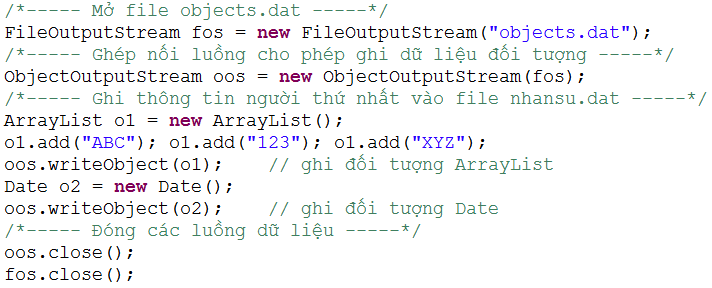 /*----- Mở file objects.dat -----*/
FileOutputStream fos = new FileOutputStream("objects.dat");
/*----- Ghép nối luồng cho phép ghi dữ liệu đối tượng -----*/
ObjectOutputStream oos = new ObjectOutputStream(fos);
/*----- Ghi thông tin người thứ nhất vào file nhansu.dat -----*/
ArrayList o1 = new ArrayList();
o1.add("ABC"); o1.add("123"); o1.add("XYZ");
oos.writeObject(o1);    // ghi đối tượng ArrayList
Date o2 = new Date();
oos.writeObject(o2);    // ghi đối tượng Date
/*----- Đóng các luồng dữ liệu -----*/
oos.close();
fos.close();